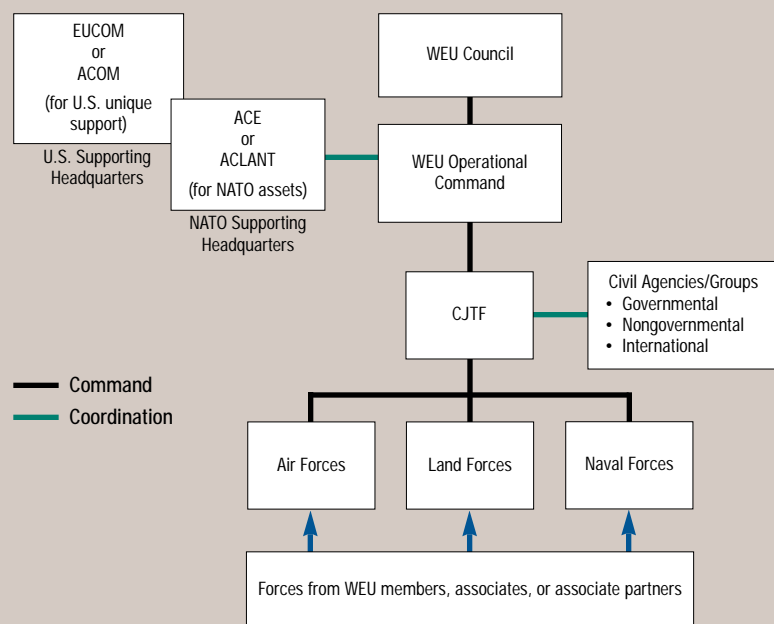 EUCOM
or
ACOM
(for U.S. unique
support)
U.S. Supporting
Headquarters
ACE
or
ACLANT
(for NATO assets)
NATO Supporting
Headquarters
WEU Council
WEU Operational
Command
CJTF
Civil Agencies/Groups
• Governmental
• Nongovernmental
• International
Command
Coordination
Air Forces
Land Forces
Naval Forces
Forces from WEU members, associates, or associate partners